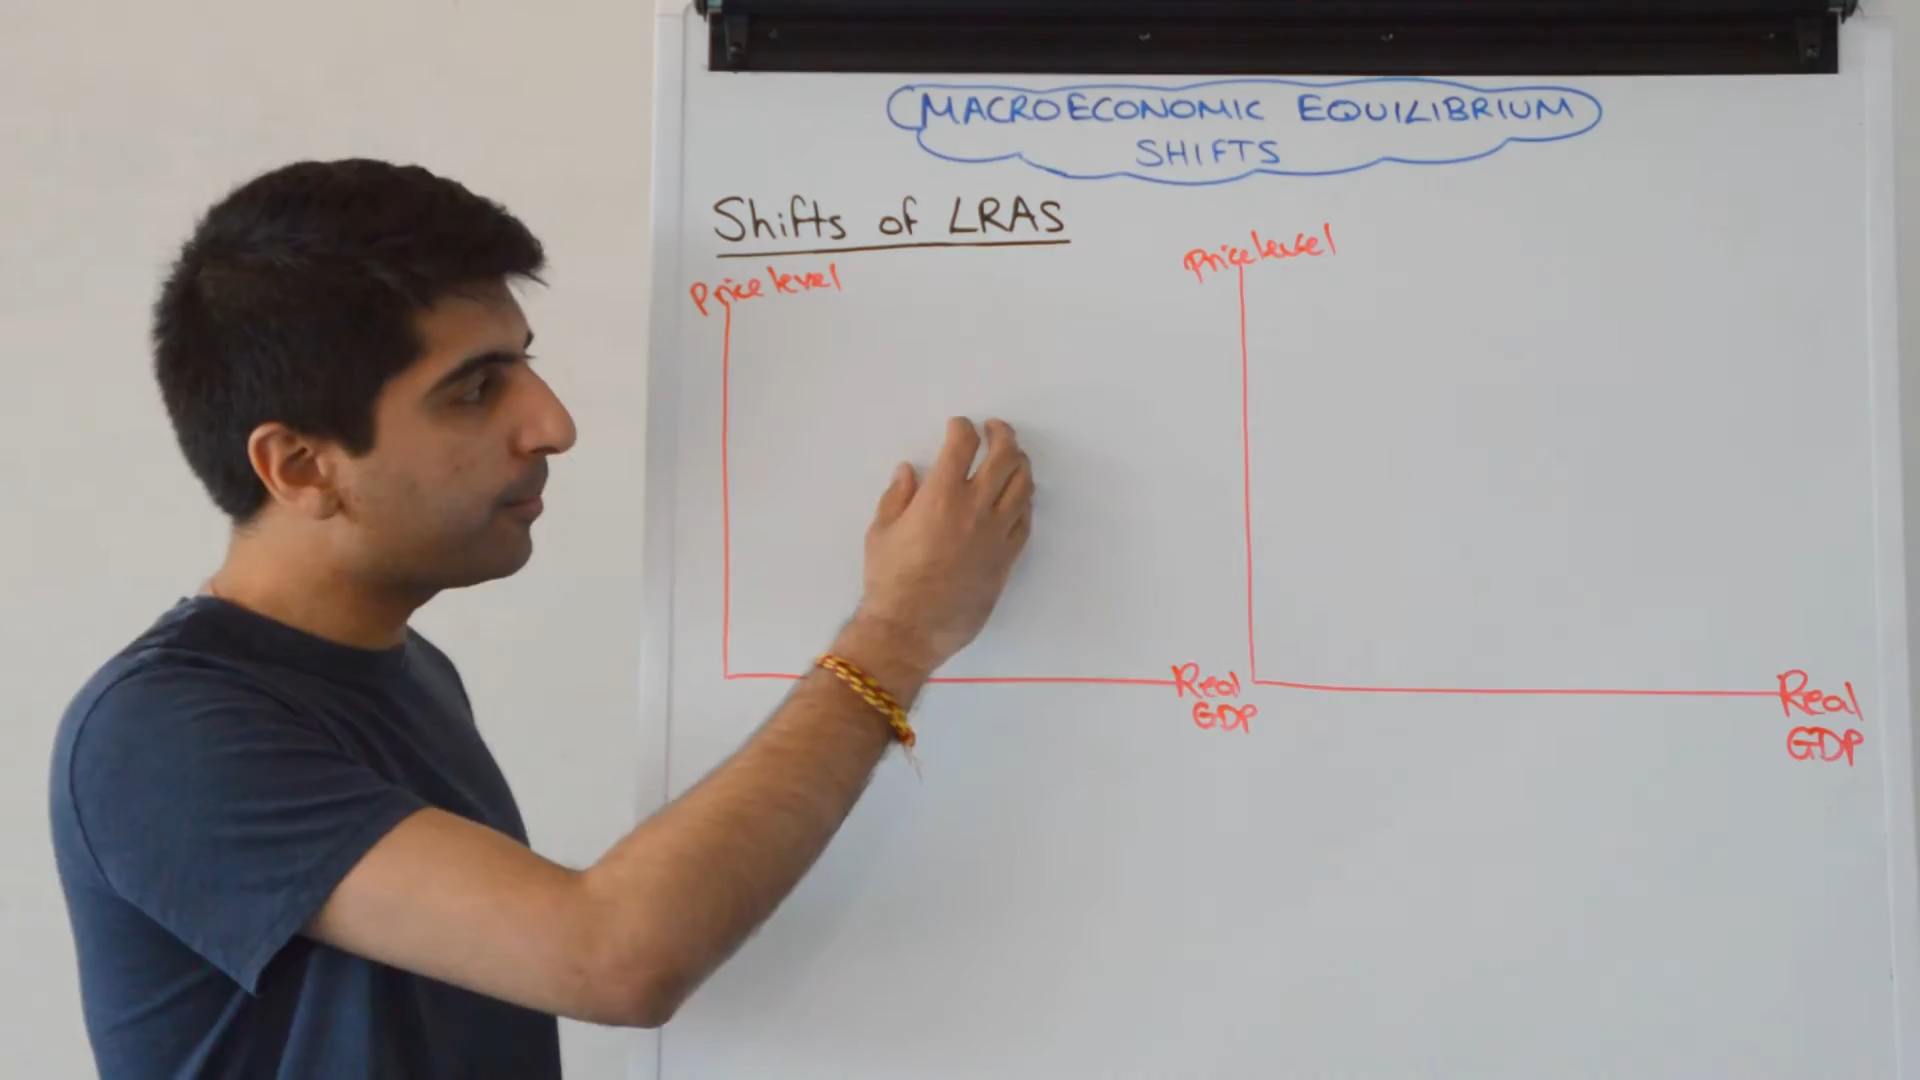 MACROECONOMIC EQUILIBRIUM
SHIFTS
Shifts of LRAS
Price level
Price level
Real
GDP
Real
GDP